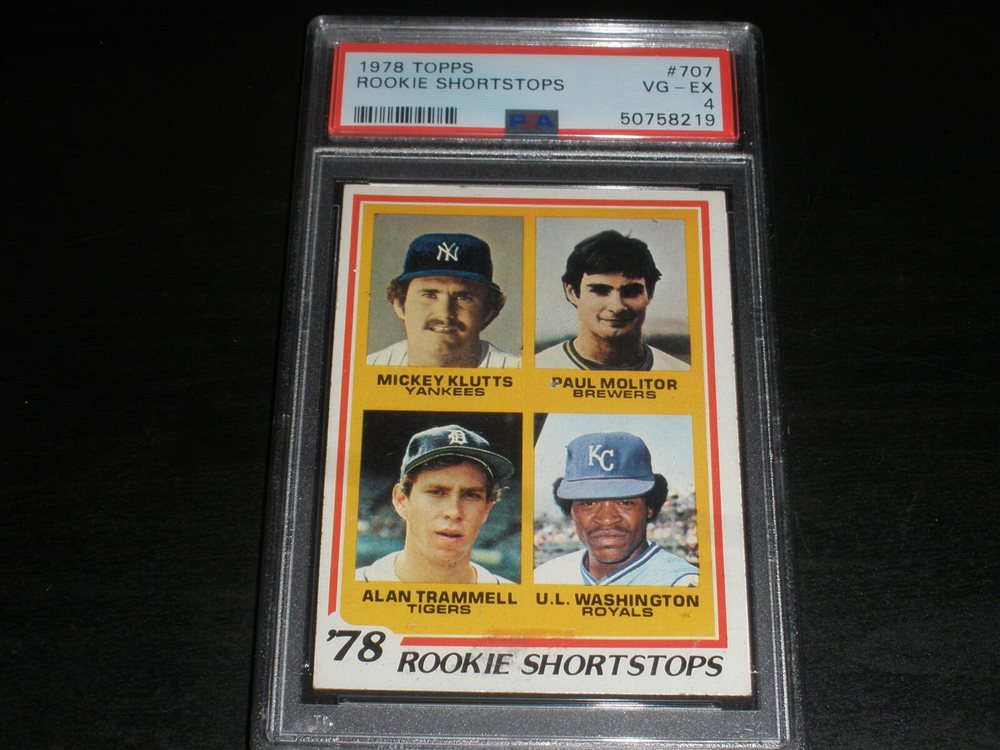 1978 TOPPS
ROOKIE SHORTSTOPS
#707
VG - EX
4
PSA
50758219
NY
MICKEY KLUTTS
YANKEES
PAUL MOLITOR
BREWERS
D
KC
ALAN TRAMMELL
TIGERS
U.L. WASHINGTON
ROYALS
'78
ROOKIE SHORTSTOPS